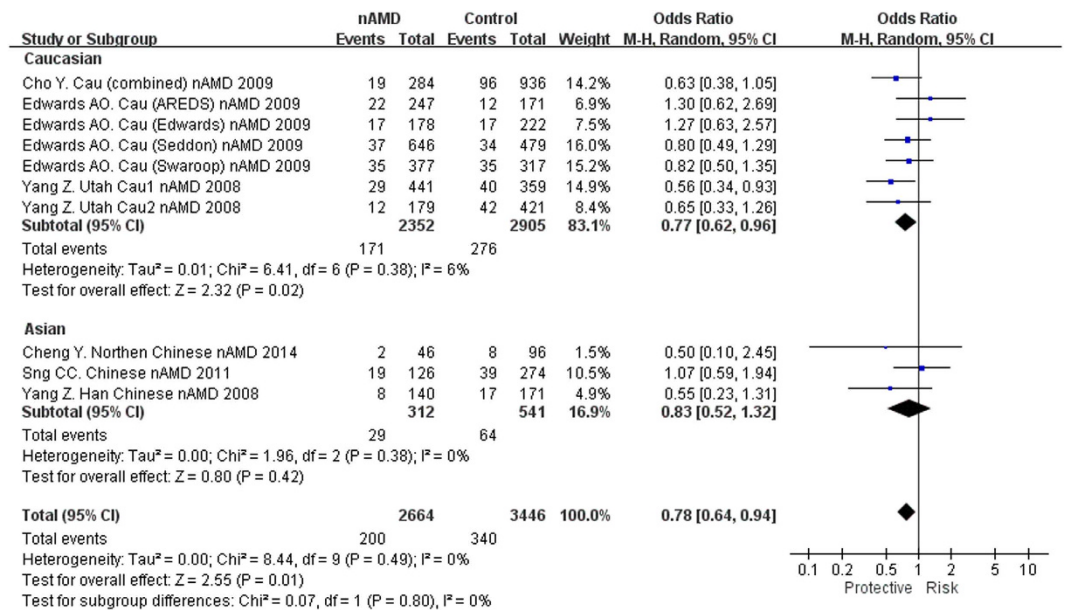 nAMD Control Odds Ratio Odds Ratio
Study or Subgroup Events Total Events Total Weight M-H, Random, 95% CI M-H, Random, 95% CI
Caucasian
Cho Y. Cau (combined) nAMD 2009 19 284 96 936 14.2% 0.63 [0.38, 1.05]
Edwards AO. Cau (AREDS) nAMD 2009 22 247 12 171 6.9% 1.30 [0.62, 2.69]
Edwards AO. Cau (Edwards) nAMD 2009 17 178 17 222 7.5% 1.27 [0.63, 2.57]
Edwards AO. Cau (Seddon) nAMD 2009 37 646 34 479 16.0% 0.80 [0.49, 1.29]
Edwards AO. Cau (Swaroop) nAMD 2009 35 377 35 317 15.2% 0.82 [0.50, 1.35]
Yang Z. Utah Cau1 nAMD 2008 29 441 40 359 14.9% 0.56 [0.34, 0.93]
Yang Z. Utah Cau2 nAMD 2008 12 179 42 421 8.4% 0.65 [0.33, 1.26]
Subtotal (95% CI) 2352 2905 83.1% 0.77 [0.62, 0.96]
Total events 171 276
Heterogeneity: Tau² = 0.01; Chi² = 6.41, df = 6 (P = 0.38); I² = 6%
Test for overall effect: Z = 2.32 (P = 0.02)
Asian
Cheng Y. Northen Chinese nAMD 2014 2 46 8 96 1.5% 0.50 [0.10, 2.45]
Sng CC. Chinese nAMD 2011 19 126 39 274 10.5% 1.07 [0.59, 1.94]
Yang Z. Han Chinese nAMD 2008 8 140 17 171 4.9% 0.55 [0.23, 1.31]
Subtotal (95% CI) 312 541 16.9% 0.83 [0.52, 1.32]
Total events 29 64
Heterogeneity: Tau² = 0.00; Chi² = 1.96, df = 2 (P = 0.38); I² = 0%
Test for overall effect: Z = 0.80 (P = 0.42)
Total (95% CI) 2664 3446 100.0% 0.78 [0.64, 0.94]
Total events 200 340
Heterogeneity: Tau² = 0.00; Chi² = 8.44, df = 9 (P = 0.49); I² = 0%
Test for overall effect: Z = 2.55 (P = 0.01)
Test for subgroup differences: Chi² = 0.07, df = 1 (P = 0.80), I² = 0%
0.1 0.2 0.5 1 2 5 10
Protective Risk